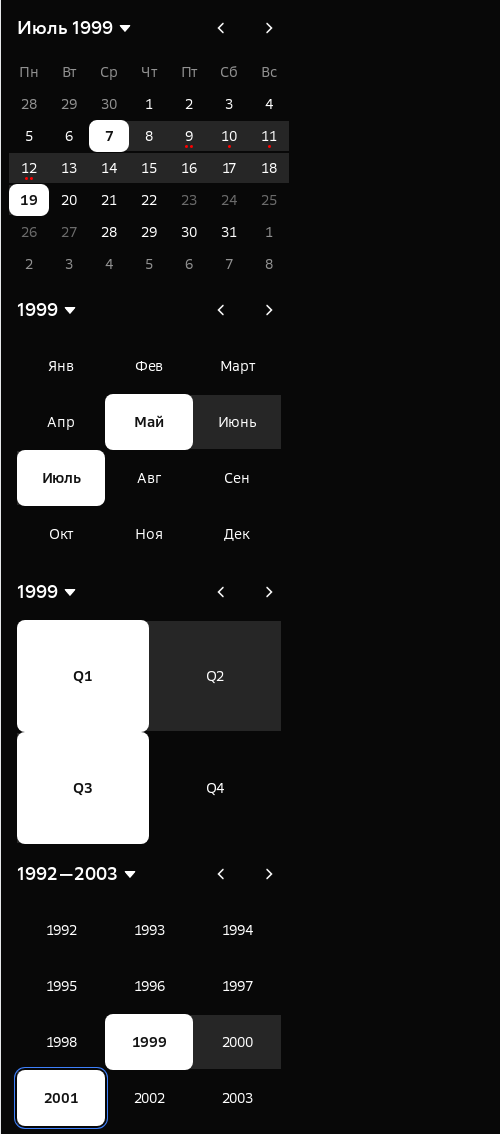 Июль 1999
Пн Вт Ср Чт Пт Сб Вс
28 29 30 1 2 3 4
5 6 7 8 9 10 11
12 13 14 15 16 17 18
19 20 21 22 23 24 25
26 27 28 29 30 31 1
2 3 4 5 6 7 8
1999
Янв Фев Март
Апр Май Июнь
Июль Авг Сен
Окт Ноя Дек
1999
Q1 Q2
Q3 Q4
1992—2003
1992 1993 1994
1995 1996 1997
1998 1999 2000
2001 2002 2003